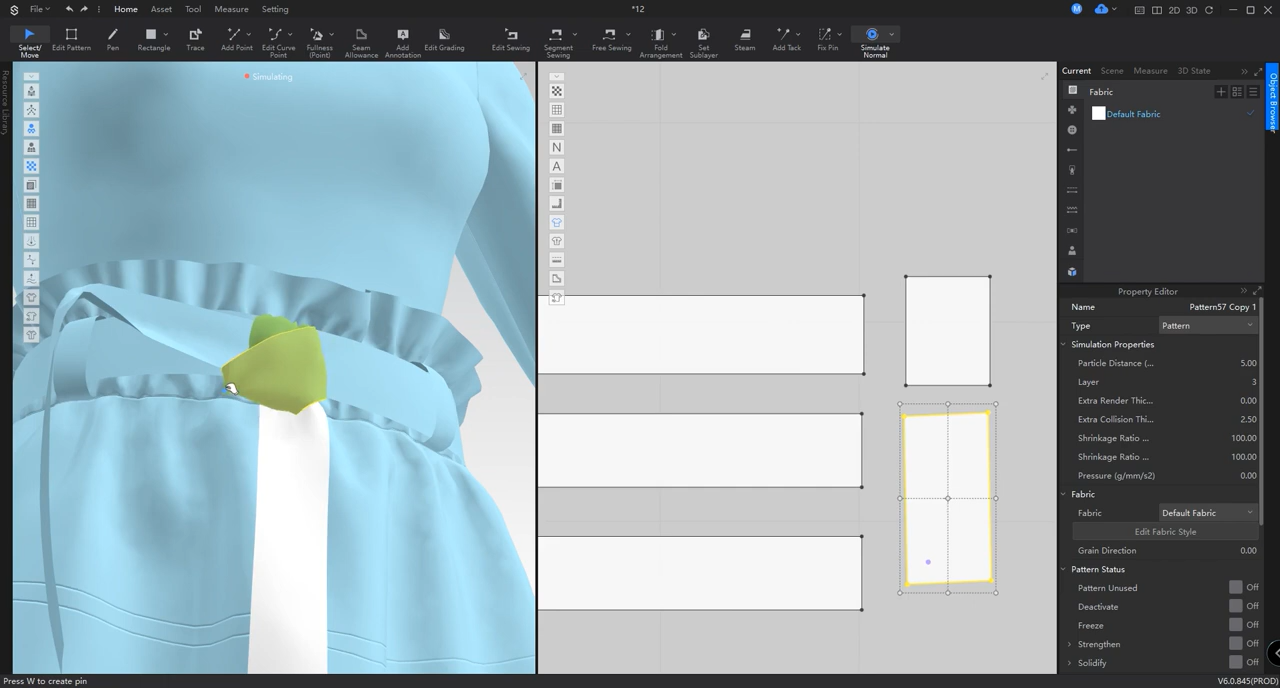 File
Home
Asset
Tool
Measure
Setting
*12
M
2D
3D
Select/
Move
Edit Pattern
Pen
Rectangle
Trace
Add Point
Edit Curve
Point
Fullness
(Point)
Seam
Allowance
Add
Annotation
Edit Grading
Edit Sewing
Segment
Sewing
Free Sewing
Fold
Arrangement
Set
Sublayer
Steam
Add Tack
Fix Pin
Simulate
Normal
Resource Library
Simulating
N
A
Current
Scene
Measure
3D State
Object Browser
Fabric
Default Fabric
Property Editor
Name
Pattern57 Copy 1
Type
Pattern
Simulation Properties
Particle Distance (...
5.00
Layer
3
Extra Render Thic...
0.00
Extra Collision Thi...
2.50
Shrinkage Ratio ...
100.00
Shrinkage Ratio ...
100.00
Pressure (g/mm/s2)
0.00
Fabric
Fabric
Default Fabric
Edit Fabric Style
Grain Direction
0.00
Pattern Status
Pattern Unused
Off
Deactivate
Off
Freeze
Off
Strengthen
Off
Solidify
Off
Press W to create pin
V6.0.845(PROD)